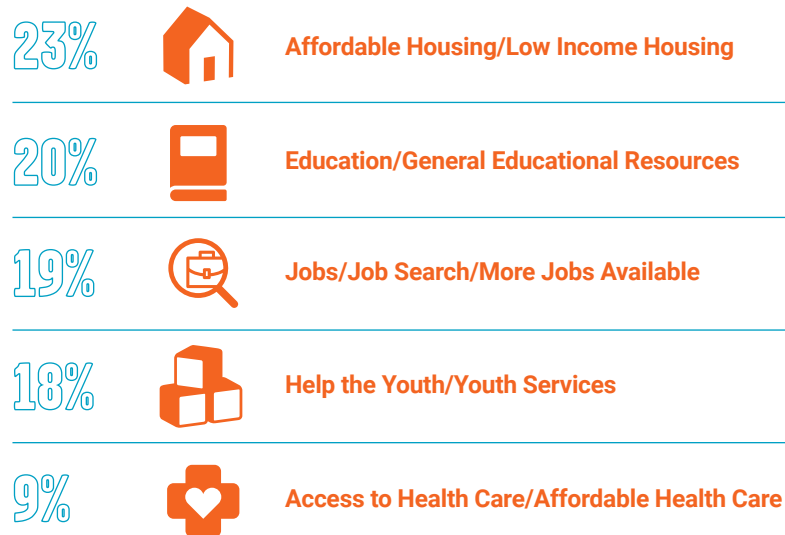 23% Affordable Housing/Low Income Housing
20% Education/General Educational Resources
19% Jobs/Job Search/More Jobs Available
18% Help the Youth/Youth Services
9% Access to Health Care/Affordable Health Care